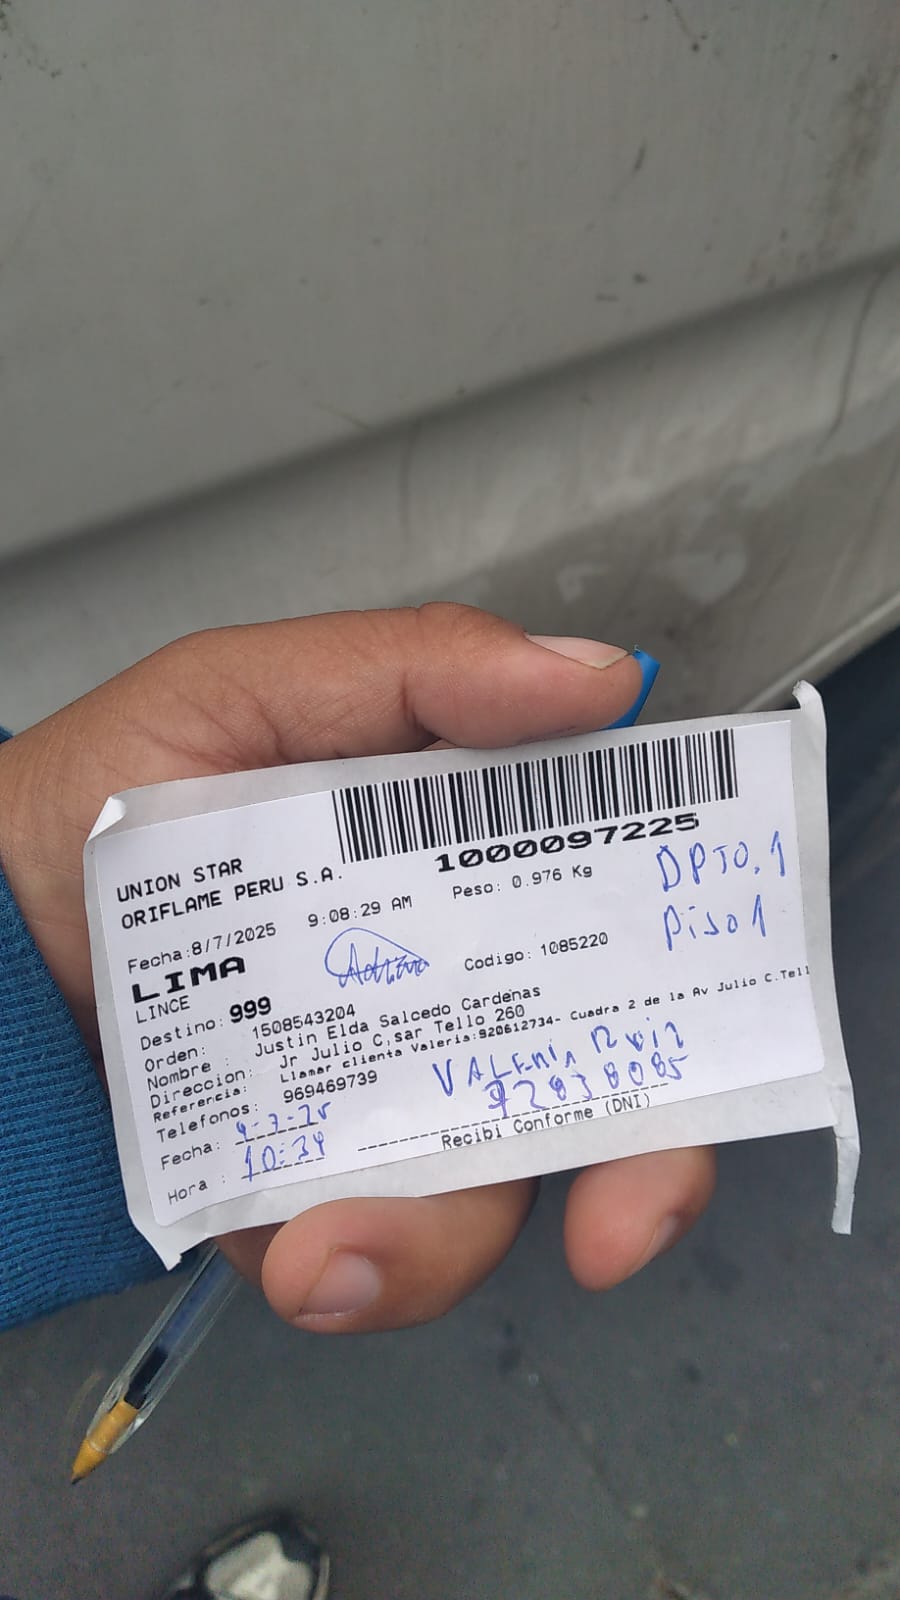 1000097225
UNION STAR
ORIFLAME PERU S.A.
Fecha:8/7/2025 9:08:29 AM Peso: 0.976 Kg
DPTO.1
Piso 1
LIMA
LINCE
Codigo: 1085220
Destino: 999
Orden: 1508543204
Nombre : Justin Elda Salcedo Cardenas
Direccion: Jr Julio C,sar Tello 260
Referencia: Llamar clienta Valeria:920612734- Cuadra 2 de la Av Julio C.Tell
Telefonos: 969469739
VALERIA RUIZ
Fecha:
Hora : 10:34
Recibi Conforme (DNI)